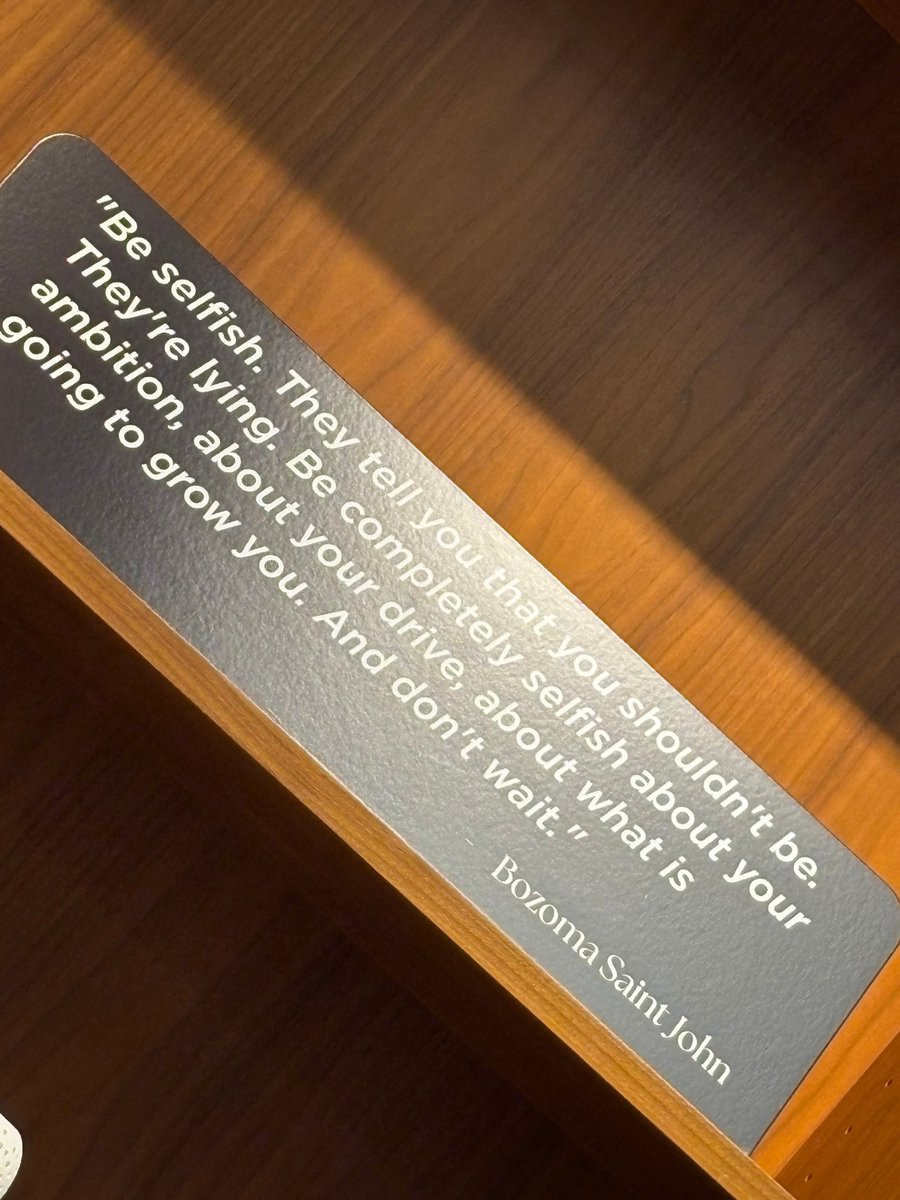 "Be selfish. They tell you that you shouldn't be.
They're lying. Be completely selfish about your
ambition, about your drive, about what is
going to grow you. And don't wait."
Bozoma Saint John